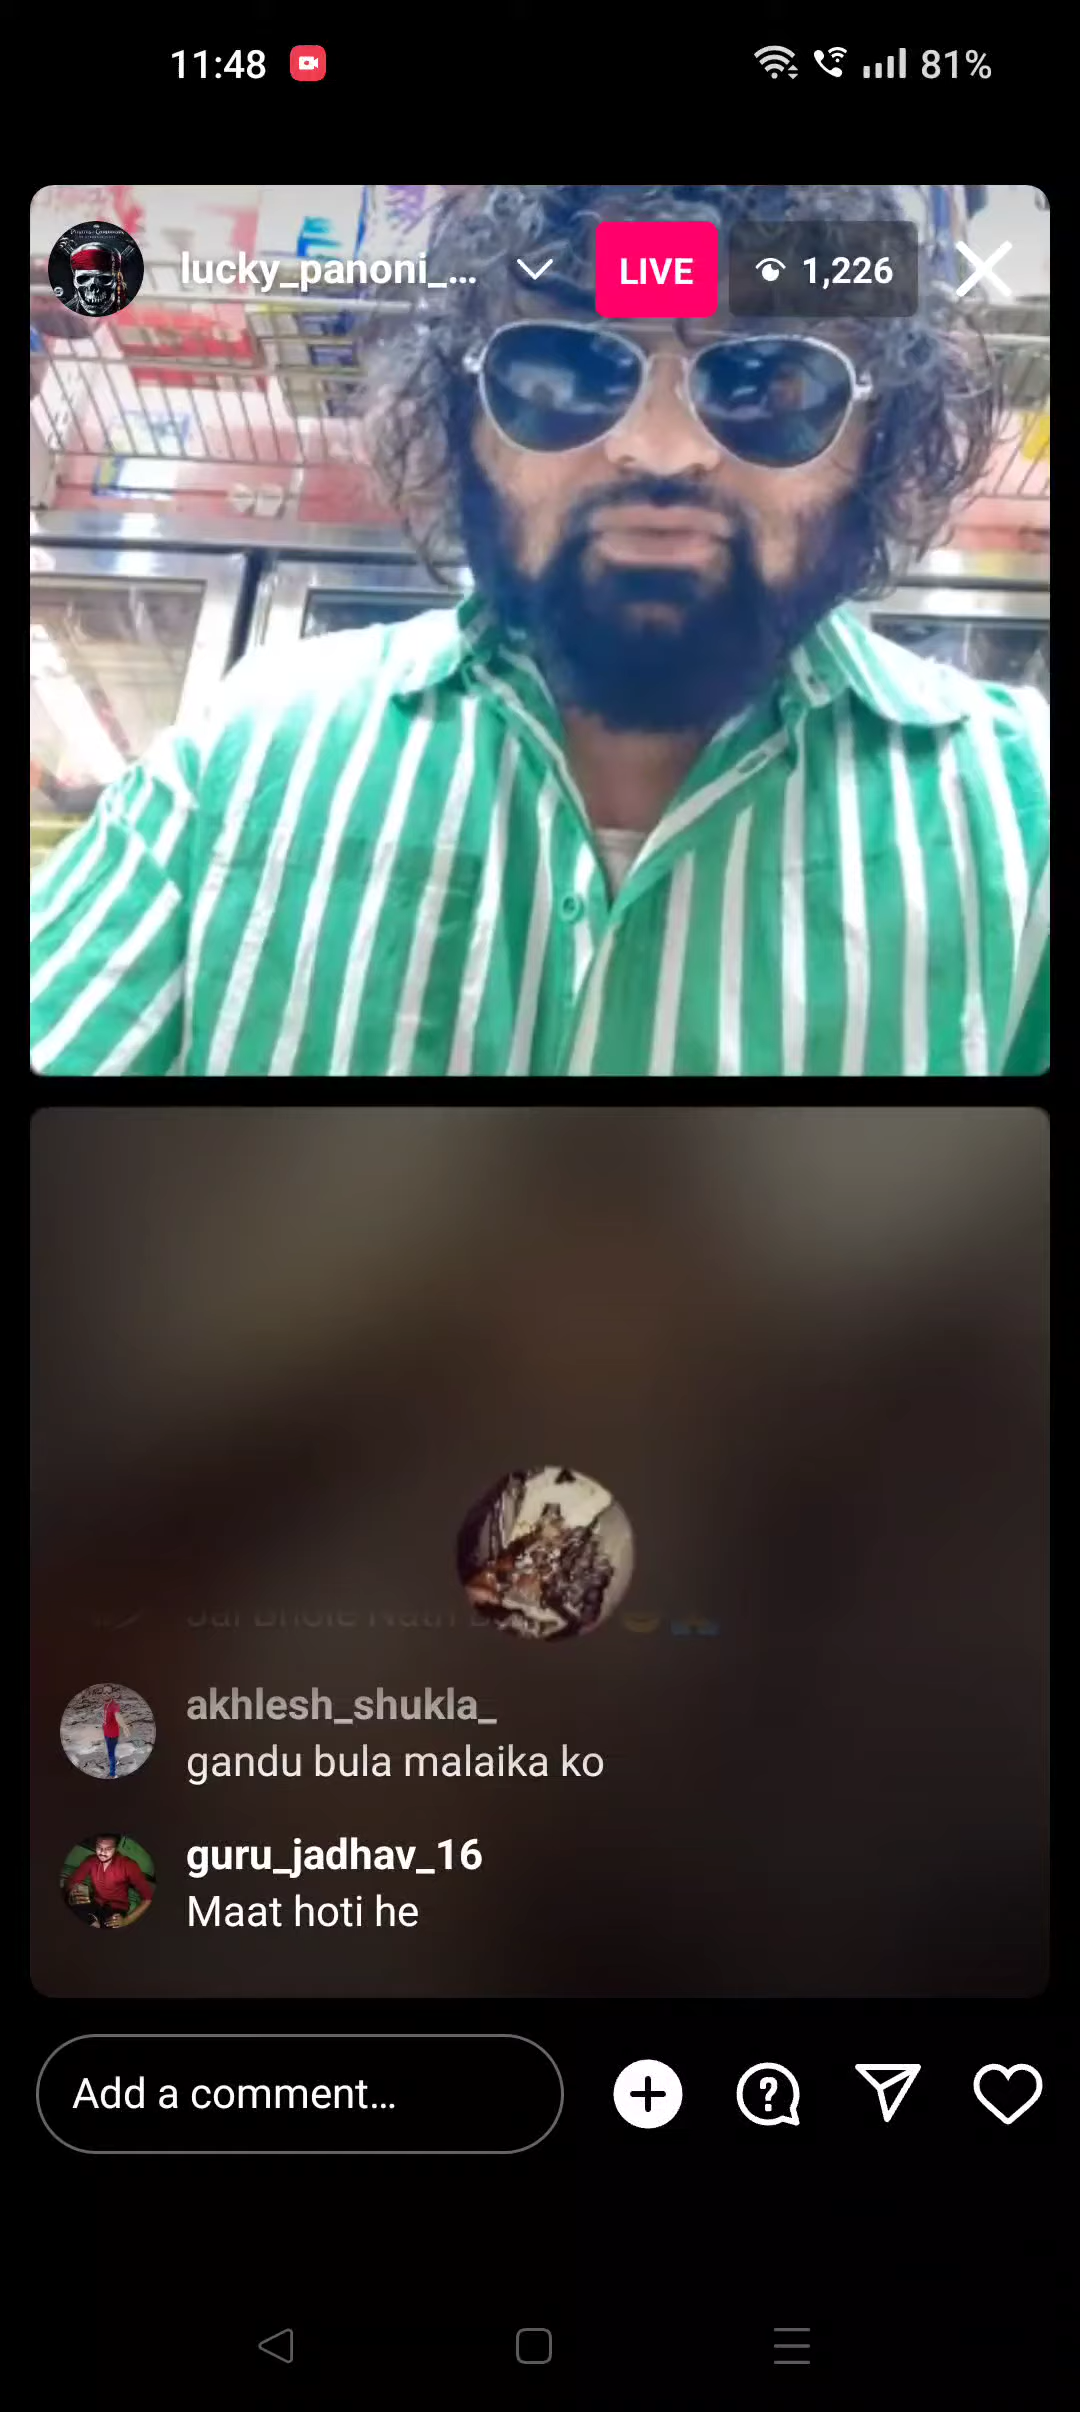 11:48
81%
lucky_panoni_...
LIVE
1,226
akhlesh_shukla_
gandu bula malaika ko
guru_jadhav_16
Maat hoti he
Add a comment...